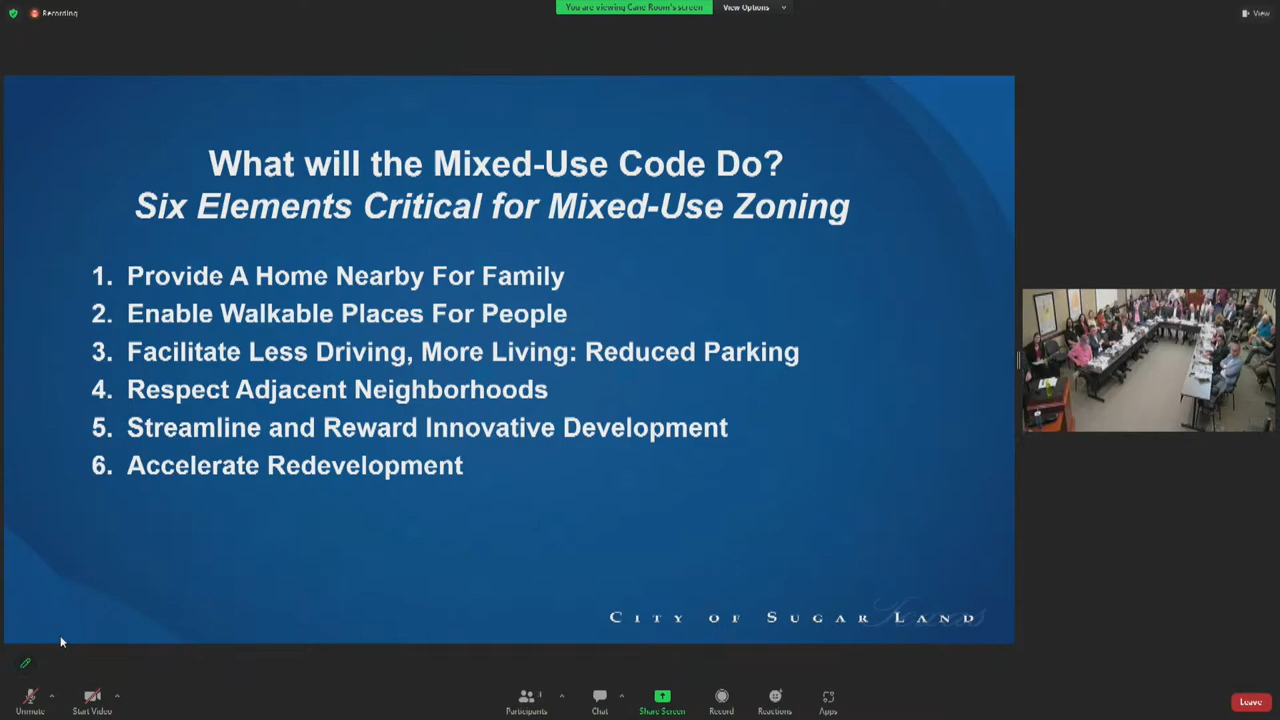 Recording
You are viewing Cane Room's screen
View Options
View
What will the Mixed-Use Code Do?
Six Elements Critical for Mixed-Use Zoning
1. Provide A Home Nearby For Family
2. Enable Walkable Places For People
3. Facilitate Less Driving, More Living: Reduced Parking
4. Respect Adjacent Neighborhoods
5. Streamline and Reward Innovative Development
6. Accelerate Redevelopment
CITY OF SUGAR LAND
Texas
Unmute
Start Video
Participants
Chat
Share Screen
Record
Reactions
Apps
Leave